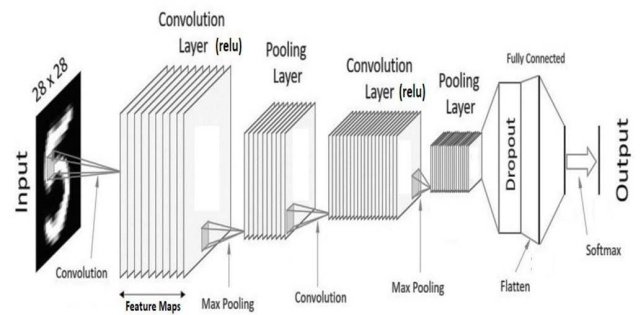 Convolution
Layer (relu)
Pooling
Layer
Convolution
Layer (relu)
Pooling
Layer
Fully Connected
28 x 28
Input
Dropout
Output
Convolution
Feature Maps
Max Pooling
Convolution
Max Pooling
Flatten
Softmax